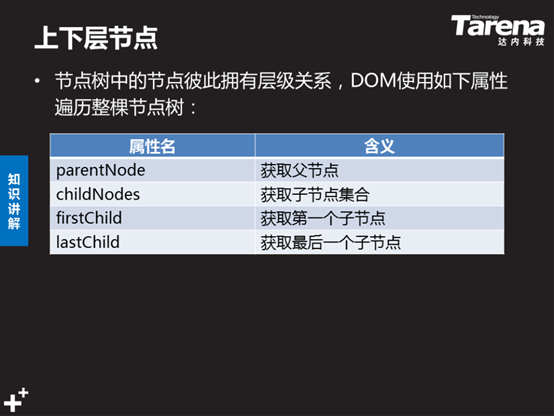 上下层节点
Technology
Tarena
达内科技
• 节点树中的节点彼此拥有层级关系，DOM使用如下属性
遍历整棵节点树：
知识讲解
属性名 含义
parentNode 获取父节点
childNodes 获取子节点集合
firstChild 获取第一个子节点
lastChild 获取最后一个子节点